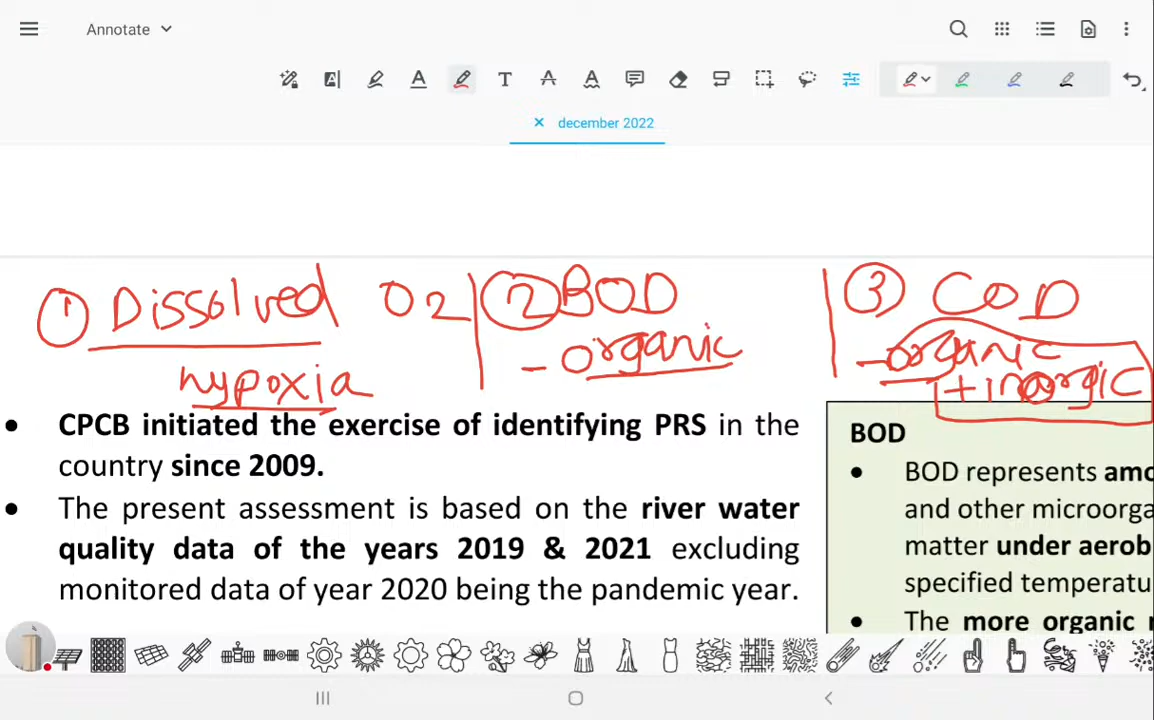 Annotate
december 2022
① Dissolved O2
② BOD
③ COD
hypoxia
- organic
- organic
+ inorgic
CPCB initiated the exercise of identifying PRS in the
country since 2009.
The present assessment is based on the river water
quality data of the years 2019 & 2021 excluding
monitored data of year 2020 being the pandemic year.
BOD
BOD represents amo
and other microorga
matter under aerob
specified temperatu
The more organic